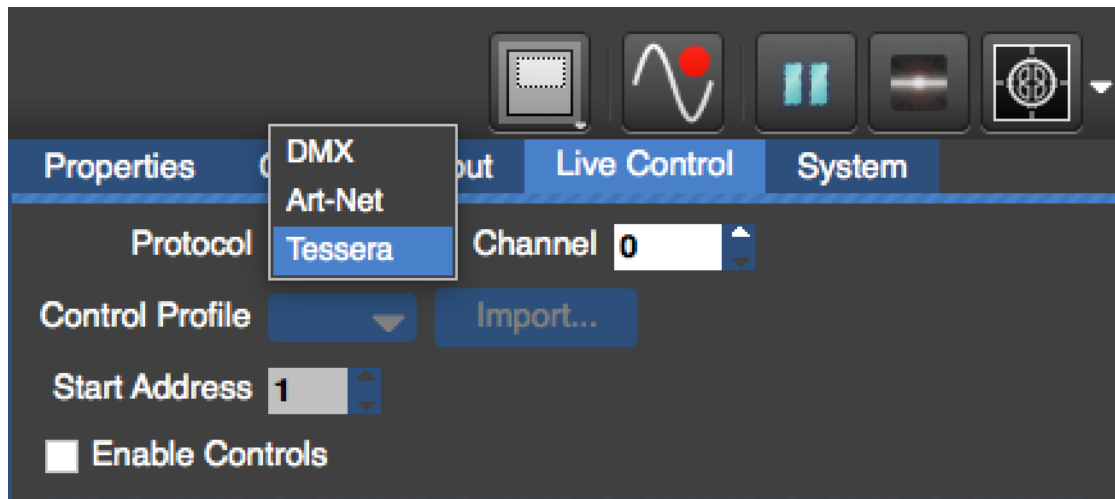 DMX
Properties
Live Control
System
Art-Net
Protocol
Tessera
Channel 0
Control Profile
Import...
Start Address 1
Enable Controls